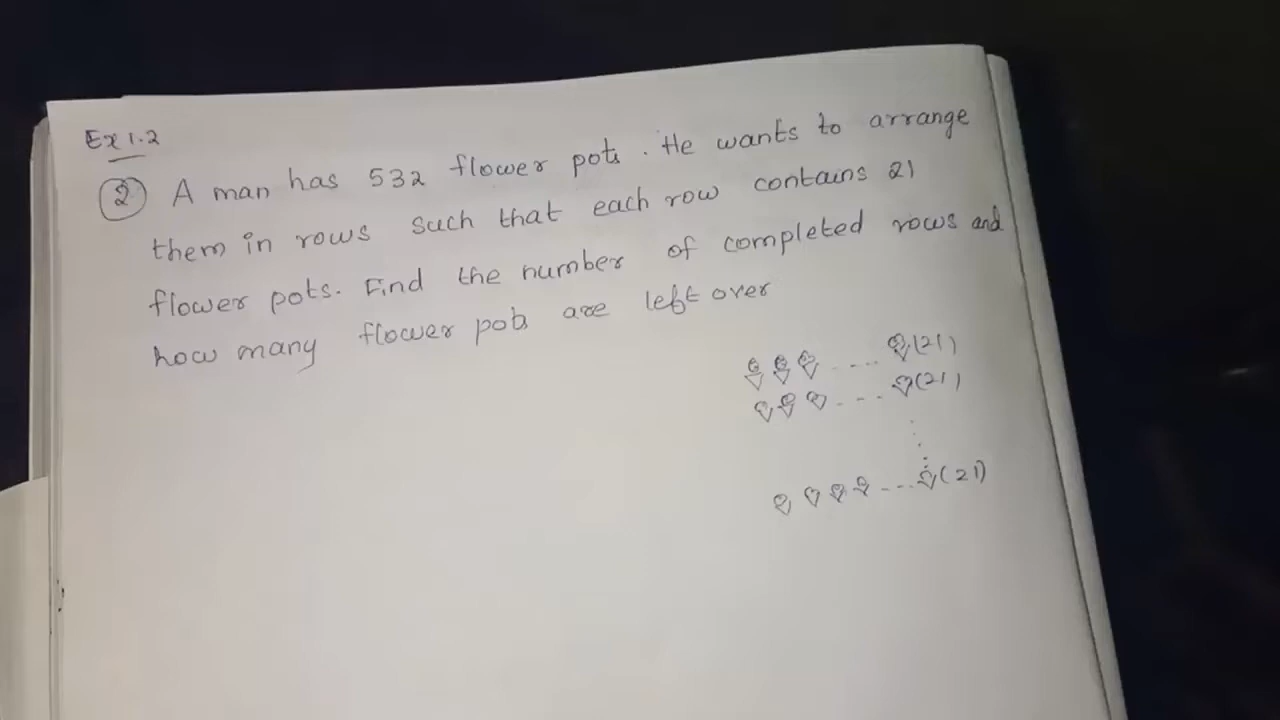 Ex 1.2
2 A man has 532 flower pots. He wants to arrange
them in rows such that each row contains 21
flower pots. Find the number of completed rows and
how many flower pots are left over
... (21)
... (21)
... (21)